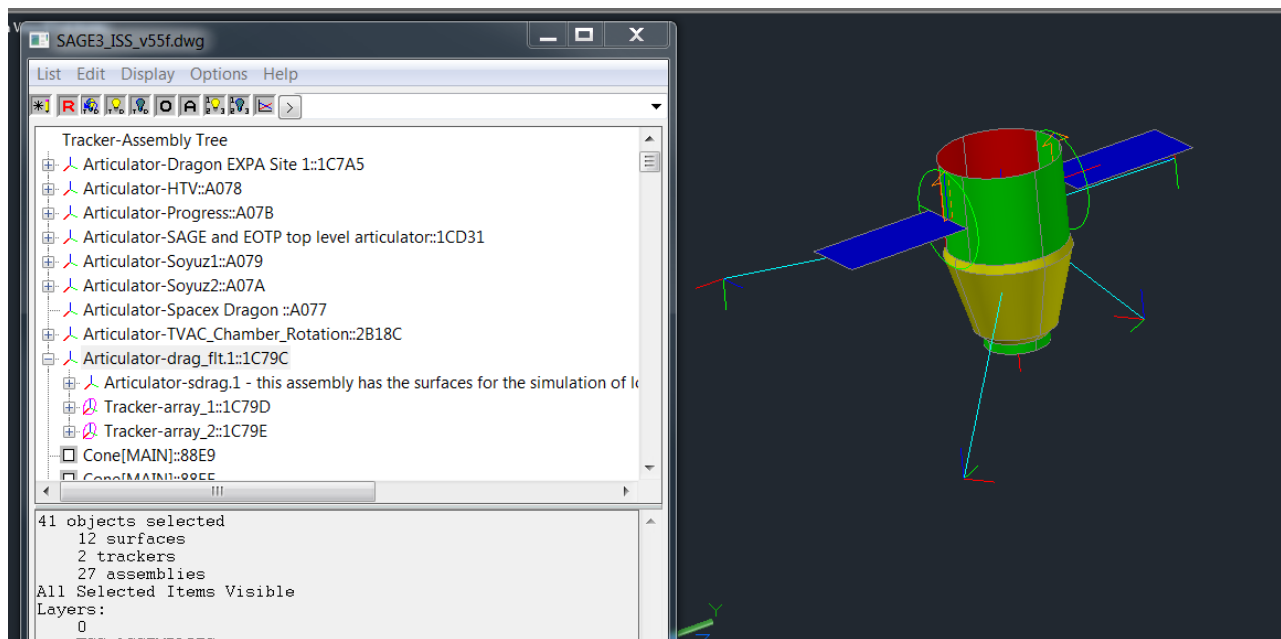 SAGE3_ISS_v55f.dwg
X
List Edit Display Options Help
R O A
Tracker-Assembly Tree
Articulator-Dragon EXPA Site 1::1C7A5
Articulator-HTV::A078
Articulator-Progress::A07B
Articulator-SAGE and EOTP top level articulator::1CD31
Articulator-Soyuz1::A079
Articulator-Soyuz2::A07A
Articulator-Spacex Dragon ::A077
Articulator-TVAC_Chamber_Rotation::2B18C
Articulator-drag_flt.1::1C79C
Articulator-sdrag.1 - this assembly has the surfaces for the simulation of
Tracker-array_1::1C79D
Tracker-array_2::1C79E
Cone[MAIN]::88E9
41 objects selected
12 surfaces
2 trackers
27 assemblies
All Selected Items Visible
Layers:
0
Y